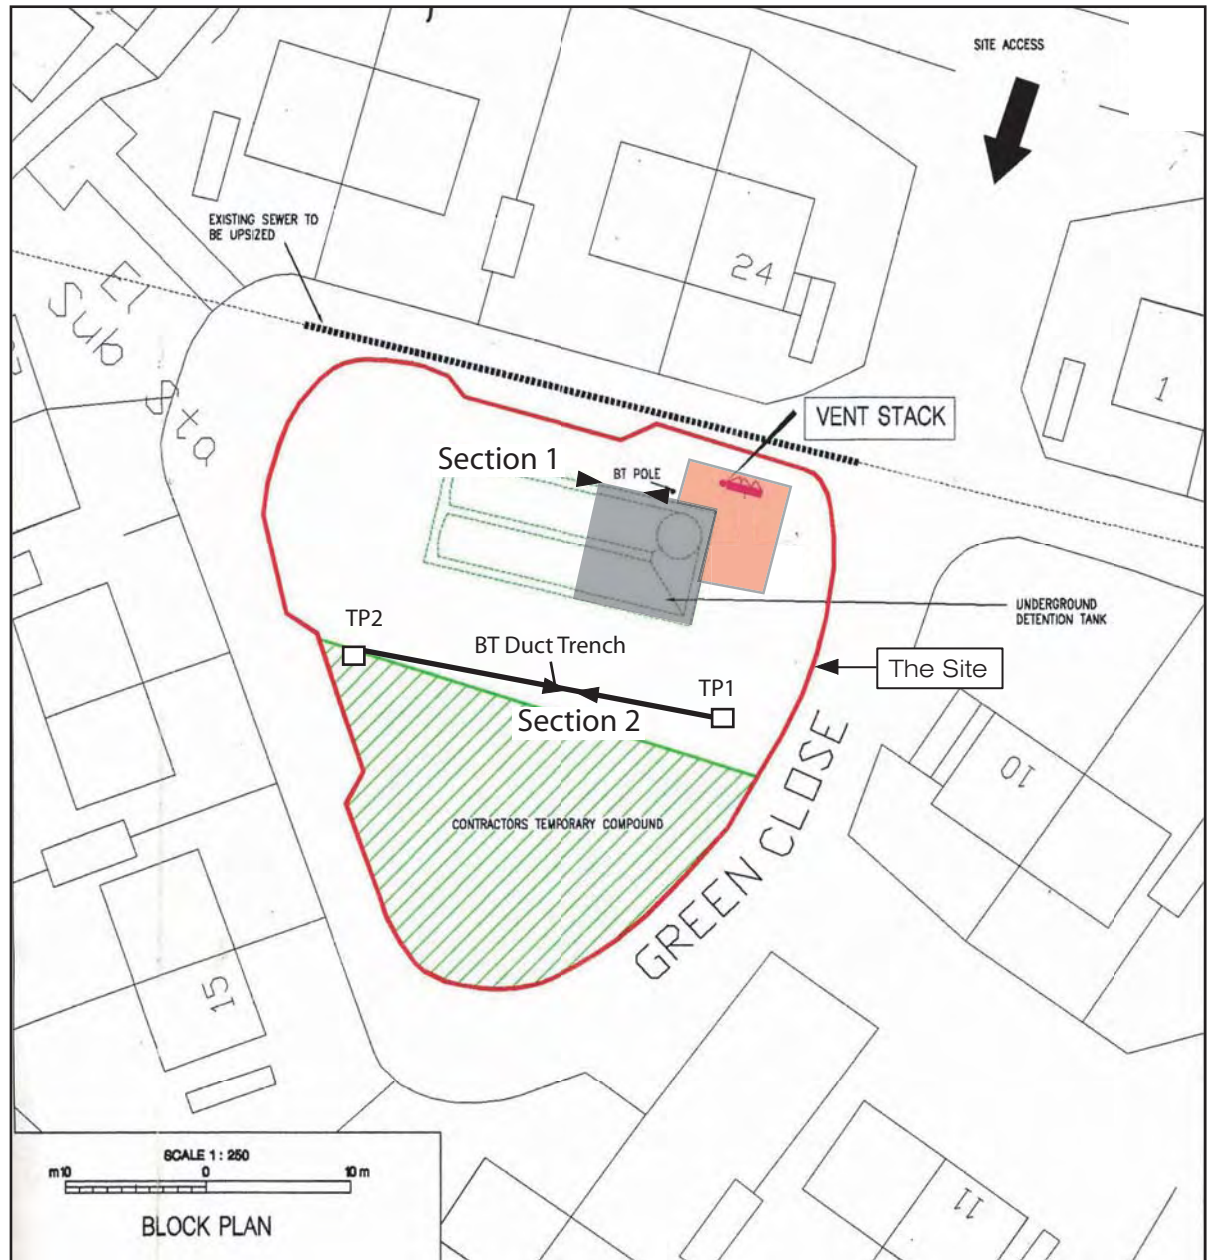 SITE ACCESS
EXISTING SEWER TO
BE UPSIZED
24
Sub
Sta
1
VENT STACK
Section 1
BT POLE
UNDERGROUND
DETENTION TANK
TP2
BT Duct Trench
The Site
TP1
Section 2
10
CONTRACTORS TEMPORARY COMPOUND
GREEN CLOSE
15
11
SCALE 1 : 250
m10 0 10 m
BLOCK PLAN